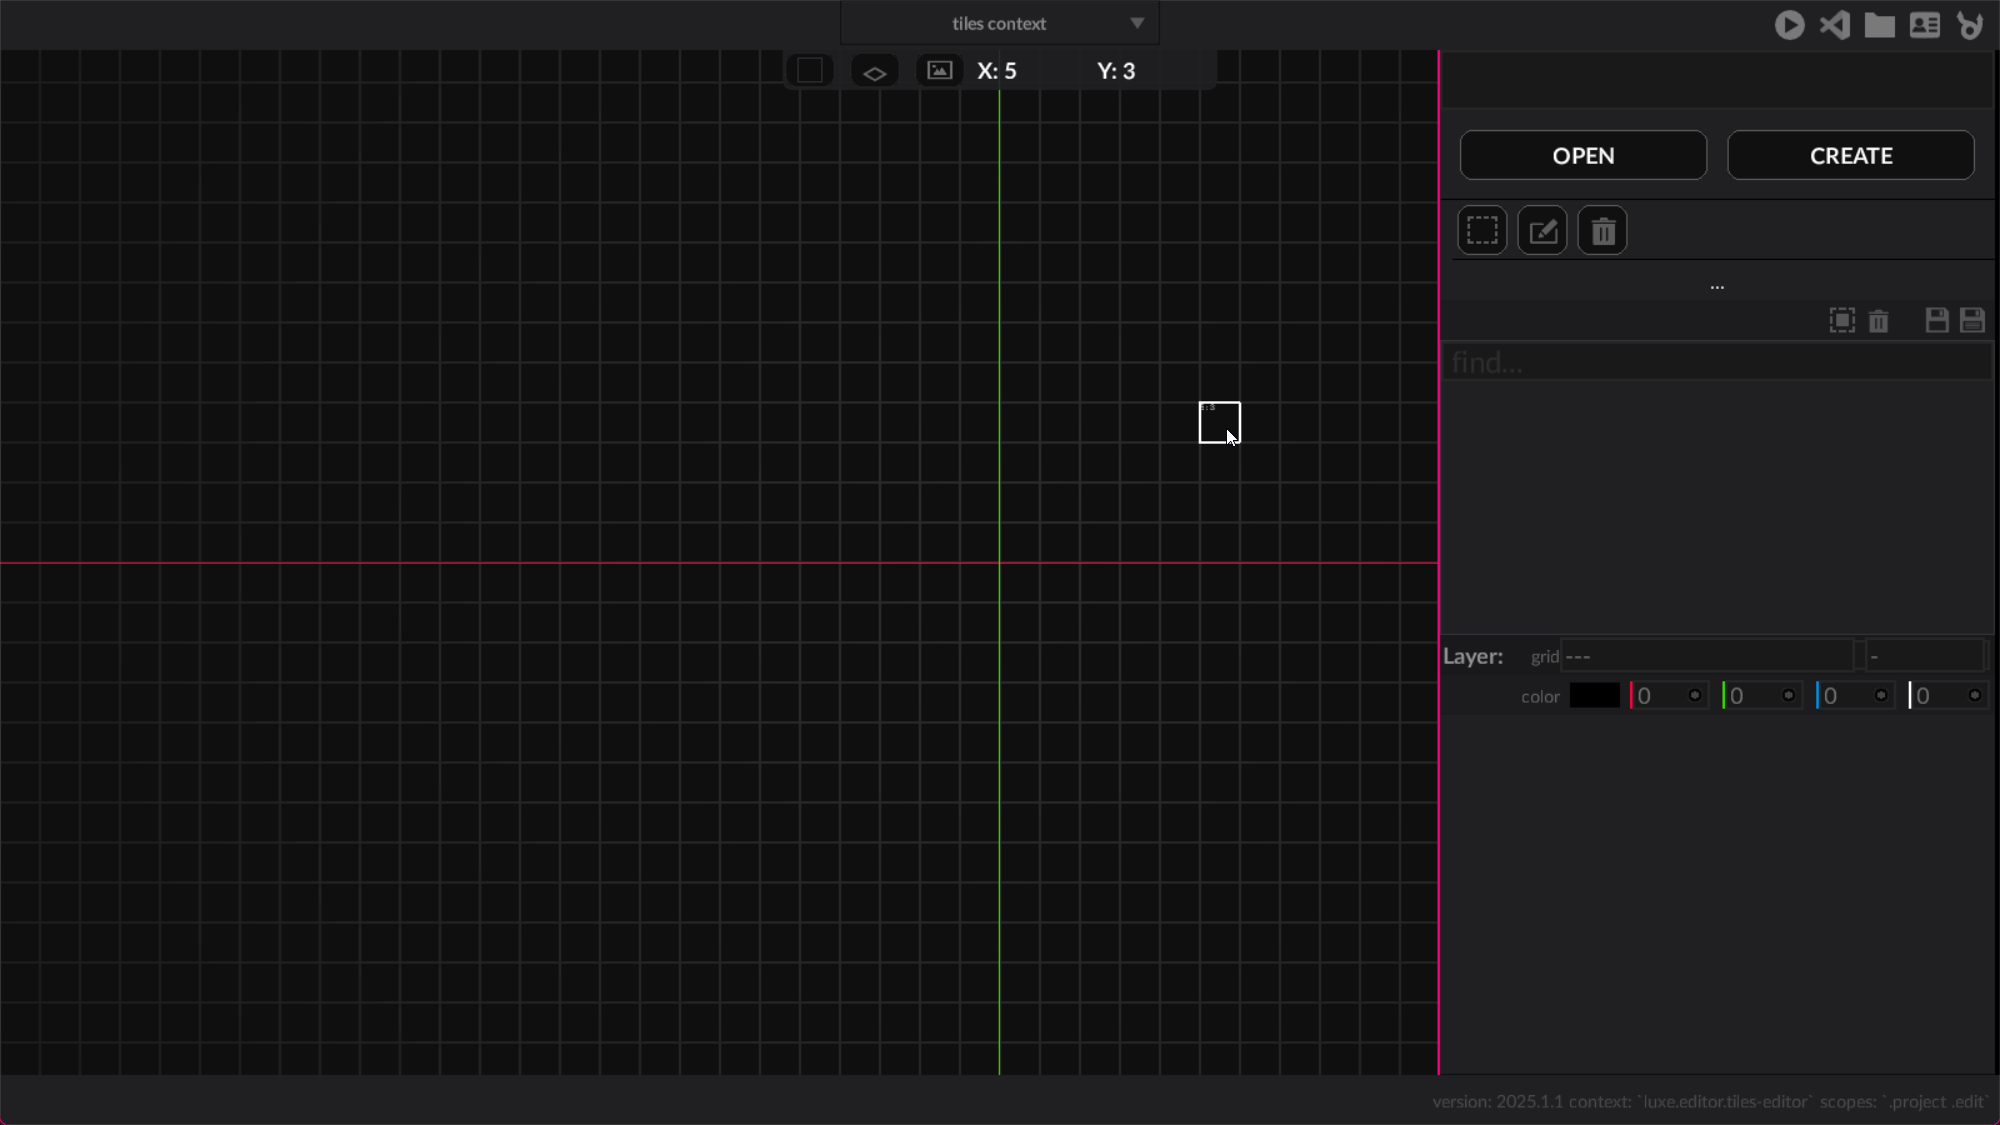 tiles context
X: 5 Y: 3
OPEN CREATE
...
find...
Layer: grid --- -
color 0 0 0 0
version: 2025.1.1 context: `luxe.editor.tiles-editor` scopes: `.project .edit`